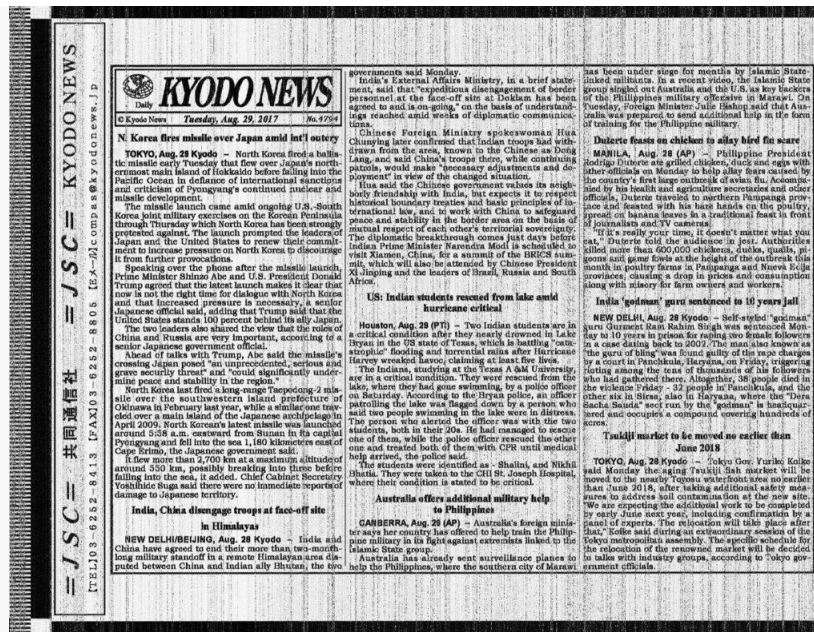 =JSC= KYODO NEWS
共同通信社
[TEL]03-6252-8413 [FAX]03-6252-8805
Daily
KYODO NEWS
© Kyodo News Tuesday, Aug. 29, 2017 No.4794
N. Korea fires missile over Japan amid int'l outcry
TOKYO, Aug. 28 Kyodo – North Korea fired a ballis-
tic missile early Tuesday that flew over Japan's north-
ernmost main island of Hokkaido before falling into the
Pacific Ocean in defiance of international sanctions
and criticism of Pyongyang's continued nuclear and
missile development.
The missile launch came amid ongoing U.S.-South
Korea joint military exercises on the Korean Peninsula
through Thursday which North Korea has been strongly
protested against. The launch prompted the leaders of
Japan and the United States to renew their commit-
ment to increase pressure on North Korea to discourage
it from further provocations.
Speaking over the phone after the missile launch,
Prime Minister Shinzo Abe and U.S. President Donald
Trump agreed that the latest launch makes it clear that
now is not the right time for dialogue with North Korea
and that increased pressure is necessary, a senior
Japanese official said, adding that Trump said that the
United States stands 100 percent behind its ally Japan.
The two leaders also shared the view that the roles of
China and Russia are very important, according to a
senior Japanese government official.
Ahead of talks with Trump, Abe said the missile's
crossing Japan posed "an unprecedented, serious and
grave security threat" and "could significantly under-
mine peace and stability in the region."
North Korea last fired a long-range Taepodong-2 mis-
sile over the southwestern island prefecture of
Okinawa in February last year, while a similar one trav-
eled over a main island of the Japanese archipelago in
April 2009. North Korean's latest missile was launched
around 5:58 a.m. eastward from Sunan in its capital
Pyongyang and fell into the sea 1,180 kilometers east of
Cape Erimo, the Japanese government said.
It flew more than 2,700 km at a maximum altitude of
around 550 km, possibly breaking into three before
falling into the sea, it added. Chief Cabinet Secretary
Yoshihide Suga said there were no immediate reports of
damage to Japanese territory.
India, China disengage troops at face-off site
in Himalayas
NEW DELHI/BEIJING, Aug. 28 Kyodo – India and
China have agreed to end their more than two-month-
long military standoff in a remote Himalayan area dis-
puted between China and Indian ally Bhutan, the two
governments said Monday.
India's External Affairs Ministry, in a brief state-
ment, said that "expeditious disengagement of border
personnel at the face-off site at Doklam has been
agreed to and is on-going," on the basis of understand-
ings reached amid weeks of diplomatic communica-
tions.
Chinese Foreign Ministry spokeswoman Hua
Chunying later confirmed that Indian troops had with-
drawn from the area, known to the Chinese as Dong
Lang, and said China's troops there, while continuing
patrols, would make "necessary adjustments and de-
ployment" in view of the changed situation.
Hua said the Chinese government values its neigh-
borly friendship with India, but expects it to respect
historical boundary treaties and basic principles of in-
ternational law, and to work with China to safeguard
peace and stability in the border area on the basis of
mutual respect of each other's territorial sovereignty.
The diplomatic breakthrough comes just days before
Indian Prime Minister Narendra Modi is scheduled to
visit Xiamen, China, for a summit of the BRICS sum-
mit, which will also be attended by Chinese President
Xi Jinping and the leaders of Brazil, Russia and South
Africa.
US: Indian students rescued from lake amid
hurricane critical
Houston, Aug. 29 (PTI) – Two Indian students are in
a critical condition after they nearly drowned in Lake
Bryan in the US state of Texas, which is battling "cata-
strophic" flooding and torrential rains after Hurricane
Harvey wreaked havoc, claiming at least five lives.
The Indians, studying at the Texas A&M University,
are in a critical condition. They were rescued from the
lake, where they had gone swimming, by a police officer
on Saturday. According to the Bryan police, an officer
patrolling the lake was flagged down by a person who
said two people swimming in the lake were in distress.
The person who alerted the officer was with the two
students, both in their 20s. He had managed to rescue
one of them, while the police officer rescued the other
one and treated both of them with CPR until medical
help arrived, the police said.
The students were identified as - Shalini, and Nikhil
Bhatia. They were taken to the CHI St. Joseph Hospital,
where their condition is stated to be critical.
Australia offers additional military help
to Philippines
CANBERRA, Aug. 29 (AP) – Australia's foreign minis-
ter says her country has offered to help train the Philip-
pine military in its fight against extremists linked to the
Islamic State group.
Australia has already sent surveillance planes to
help the Philippines, where the southern city of Marawi
has been under siege for months by Islamic State-
linked militants. In a recent video, the Islamic State
group singled out Australia and the U.S. as key backers
of the Philippines military offensive in Marawi. On
Tuesday, Foreign Minister Julie Bishop said that Aus-
tralia was prepared to send additional help in the form
of training for the Philippine military.
Duterte feasts on chicken to allay bird flu scare
MANILA, Aug. 28 (AP) – Philippine President
Rodrigo Duterte ate grilled chicken, duck and eggs with
other officials on Monday to help allay fears caused by
the country's first large outbreak of avian flu. Accompa-
nied by his health and agriculture secretaries and other
officials, Duterte traveled to northern Pampanga prov-
ince and feasted with his bare hands on the poultry,
spread on banana leaves in a traditional feast in front
of journalists and TV cameras.
"If it's really your time, it doesn't matter what you
eat," Duterte told the audience in jest. Authorities
killed more than 600,000 chickens, ducks, quails, pi-
geons and game fowls at the height of the outbreak this
month in poultry farms in Pampanga and Nueva Ecija
provinces, causing a drop in prices and consumption
along with misery for farm owners and workers.
India 'godman' guru sentenced to 10 years jail
NEW DELHI, Aug. 28 Kyodo – Self-styled "godman"
guru Gurmeet Ram Rahim Singh was sentenced Mon-
day to 10 years in prison for raping two female followers
in a case dating back to 2002. The man also known as
"the guru of bling" was found guilty of the rape charges
by a court in Panchkula, Haryana, on Friday, triggering
rioting among the tens of thousands of his followers
who had gathered there. Altogether, 38 people died in
the violence Friday – 32 people in Panchkula, and the
other six in Sirsa, also in Haryana, where the "Dera
Sacha Sauda" sect run by the "godman" is headquar-
tered and occupies a compound covering hundreds of
acres.
Tsukiji market to be moved no earlier than
June 2018
TOKYO, Aug. 28 Kyodo – Tokyo Gov. Yuriko Koike
said Monday the aging Tsukiji fish market will be
moved to the nearby Toyosu waterfront area no earlier
than June 2018, after taking additional safety mea-
sures to address soil contamination at the new site.
"We are expecting the additional work to be completed
by early June next year, including confirmation by a
panel of experts. The relocation will take place after
that," Koike said during an extraordinary session of the
Tokyo metropolitan assembly. The specific schedule for
the relocation of the renowned market will be decided
to talks with industry groups, according to Tokyo gov-
ernment officials.